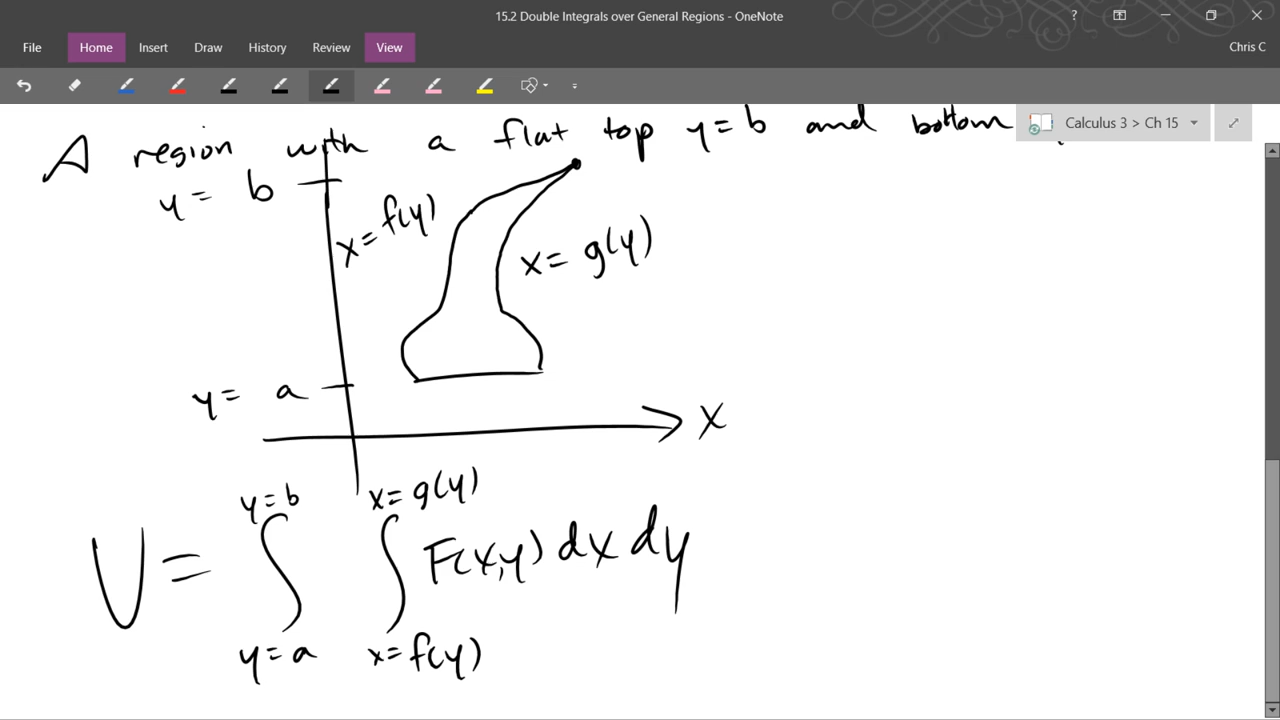 15.2 Double Integrals over General Regions - OneNote
?
File Home Insert Draw History Review View Chris C
Calculus 3 > Ch 15
A region with a flat top y = b and bottom
y = b
x = f(y)
x = g(y)
y = a
X
y=b x= g(y)
V = ∫ ∫ F(x,y) dx dy
y = a x= f(y)